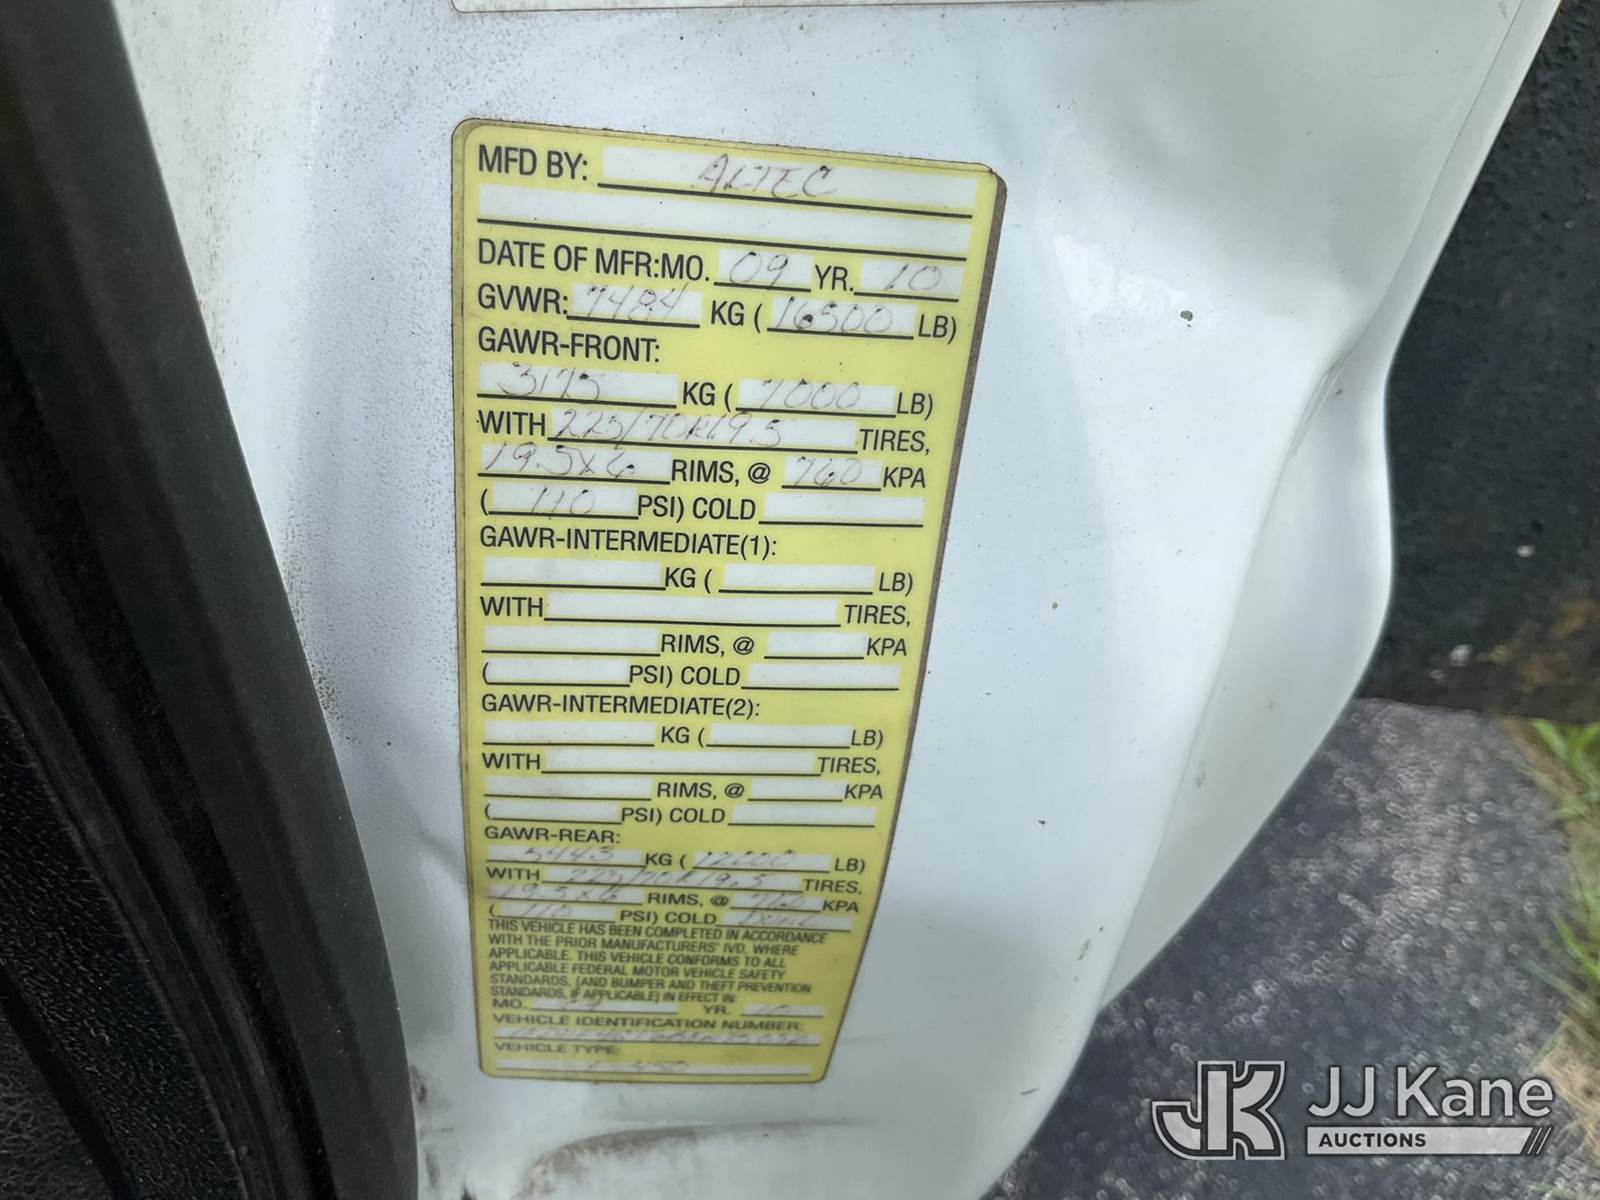 MFD BY: ALTEC
DATE OF MFR:MO. 09 YR. 10
GVWR: 7484 KG ( 16500 LB)
GAWR-FRONT:
3175 KG ( 7000 LB)
WITH 225/70R19.5 TIRES,
19.5X6 RIMS, @ 760 KPA
( 110 PSI) COLD
GAWR-INTERMEDIATE(1):
KG ( LB)
WITH TIRES,
RIMS, @ KPA
( PSI) COLD
GAWR-INTERMEDIATE(2):
KG ( LB)
WITH TIRES,
RIMS, @ KPA
( PSI) COLD
GAWR-REAR:
5443 KG ( 12000 LB)
WITH 225/70R19.5 TIRES,
19.5X6 RIMS, @ 760 KPA
( 110 PSI) COLD
THIS VEHICLE HAS BEEN COMPLETED IN ACCORDANCE
WITH THE PRIOR MANUFACTURERS' IVD, WHERE
APPLICABLE. THIS VEHICLE CONFORMS TO ALL
APPLICABLE FEDERAL MOTOR VEHICLE SAFETY
STANDARDS, [AND BUMPER AND THEFT PREVENTION
STANDARDS, IF APPLICABLE] IN EFFECT IN:
MO. YR. 10
VEHICLE IDENTIFICATION NUMBER:
VEHICLE TYPE:
JK JJ Kane
AUCTIONS